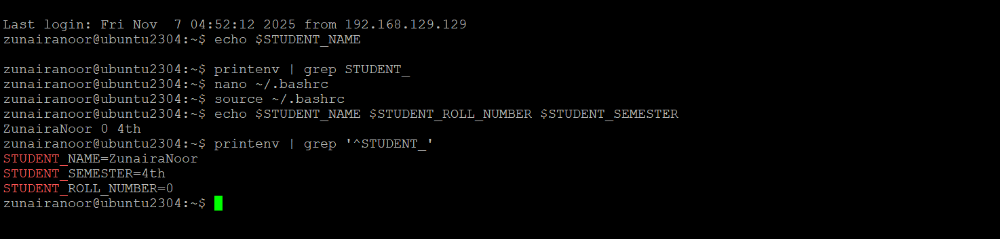 Last login: Fri Nov  7 04:52:12 2025 from 192.168.129.129
zunairanoor@ubuntu2304:~$ echo $STUDENT_NAME

zunairanoor@ubuntu2304:~$ printenv | grep STUDENT_
zunairanoor@ubuntu2304:~$ nano ~/.bashrc
zunairanoor@ubuntu2304:~$ source ~/.bashrc
zunairanoor@ubuntu2304:~$ echo $STUDENT_NAME $STUDENT_ROLL_NUMBER $STUDENT_SEMESTER
ZunairaNoor 0 4th
zunairanoor@ubuntu2304:~$ printenv | grep '^STUDENT_'
STUDENT_NAME=ZunairaNoor
STUDENT_SEMESTER=4th
STUDENT_ROLL_NUMBER=0
zunairanoor@ubuntu2304:~$